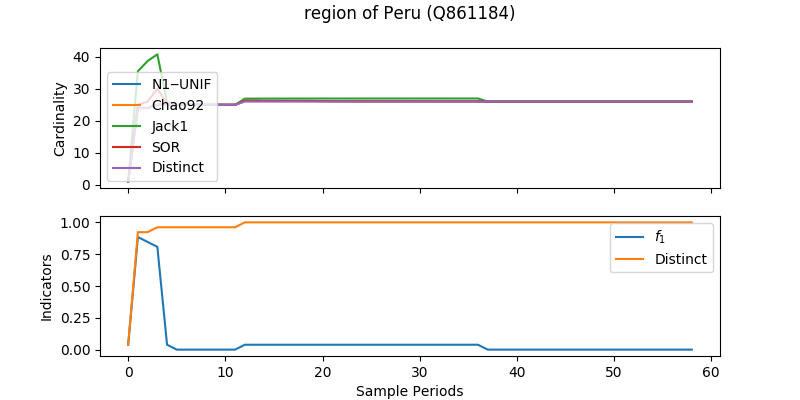 region of Peru (Q861184)
40
30
20
10
0
Cardinality
N1−UNIF
Chao92
Jack1
SOR
Distinct
1.00
0.75
0.50
0.25
0.00
Indicators
f₁
Distinct
0 10 20 30 40 50 60
Sample Periods